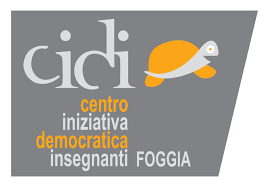 cidi
centro
iniziativa
democratica
insegnanti FOGGIA